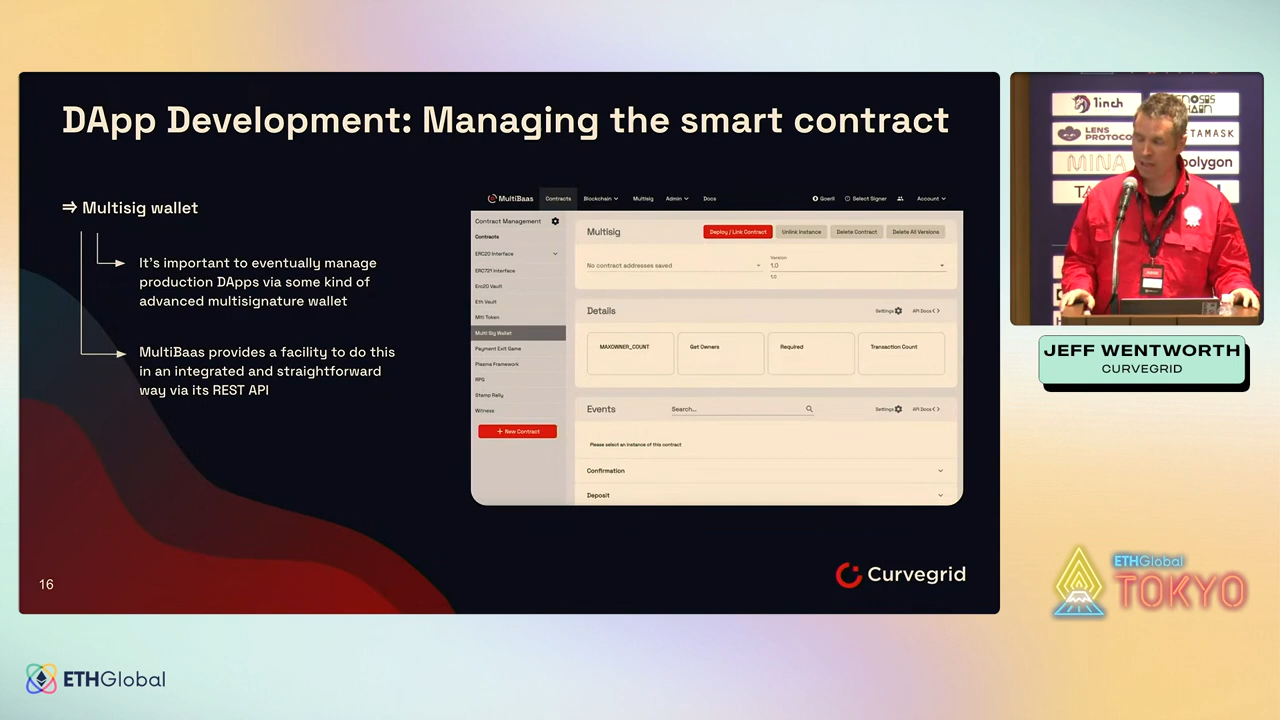 DApp Development: Managing the smart contract
⇒ Multisig wallet
It's important to eventually manage
production DApps via some kind of
advanced multisignature wallet
MultiBaas provides a facility to do this
in an integrated and straightforward
way via its REST API
MultiBaas
Contracts
Blockchain
Multisig
Admin
Docs
Goerli
Select Signer
Account
Contract Management
Contracts
ERC20 Interface
ERC721 Interface
Erc20 Vault
Eth Vault
Mlti Token
Multi Sig Wallet
Payment Exit Game
Plasma Framework
RPG
Stamp Rally
Witness
+ New Contract
Multisig
Deploy / Link Contract
Unlink Instance
Delete Contract
Delete All Versions
No contract addresses saved
Version
1.0
1.0
Details
Settings
API Docs <>
MAXOWNER_COUNT
Get Owners
Required
Transaction Count
Events
Search...
Settings
API Docs <>
Please select an instance of this contract
Confirmation
Deposit
16
Curvegrid
1inch
LENS
PROTOCO
TAMASK
MINA
polygon
JEFF WENTWORTH
CURVEGRID
ETHGlobal
TOKYO
ETHGlobal